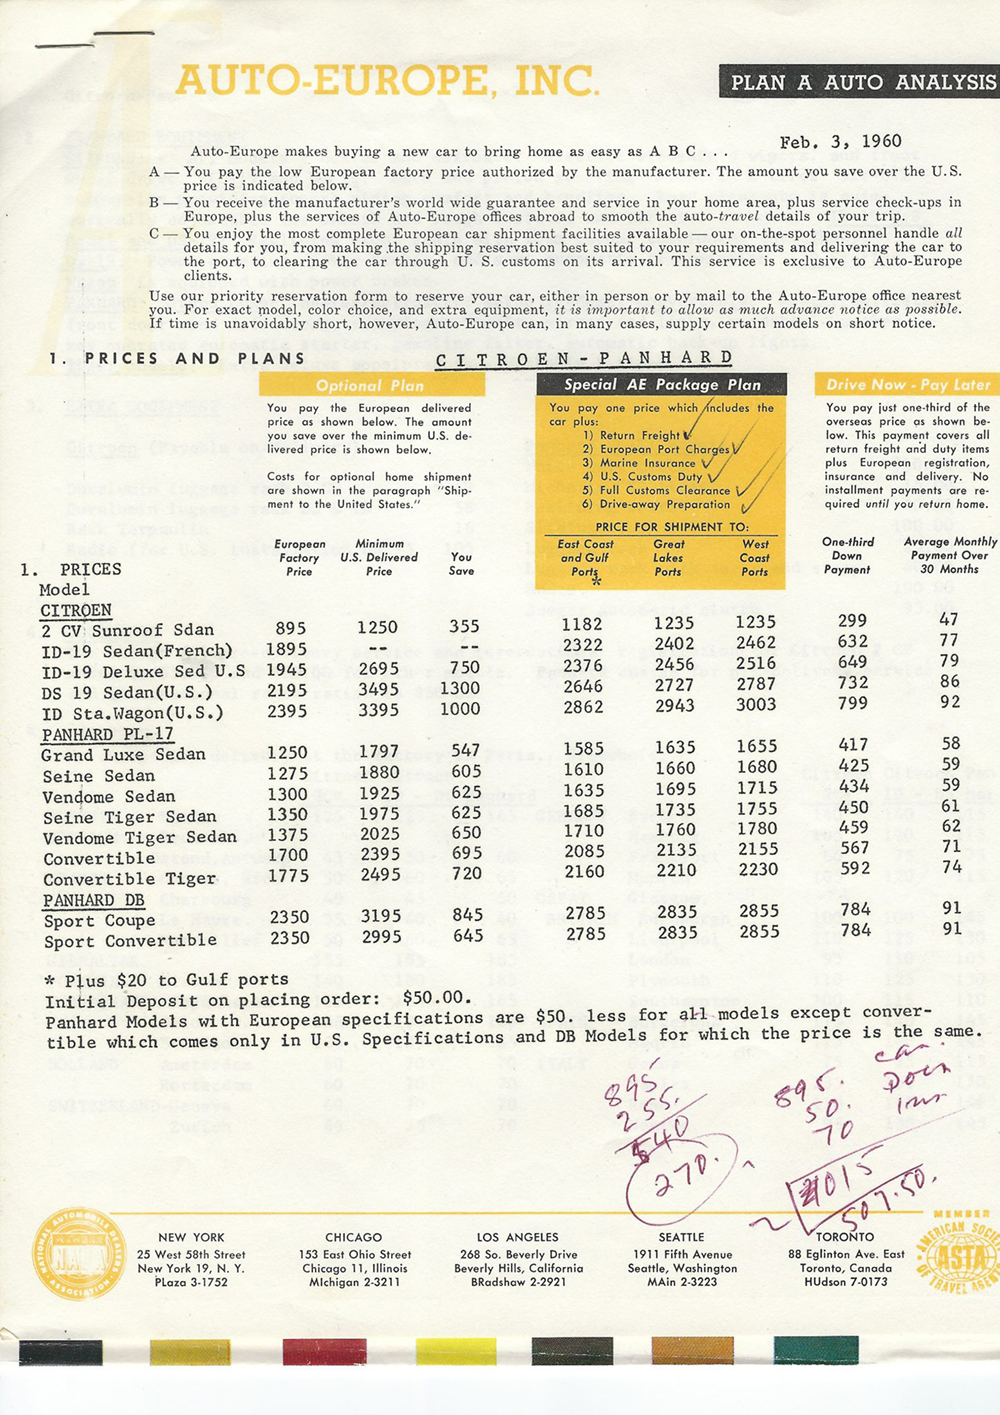 AUTO-EUROPE, INC.
PLAN A AUTO ANALYSIS
Feb. 3, 1960
Auto-Europe makes buying a new car to bring home as easy as A B C . . .
A — You pay the low European factory price authorized by the manufacturer. The amount you save over the U.S.
price is indicated below.
B — You receive the manufacturer's world wide guarantee and service in your home area, plus service check-ups in
Europe, plus the services of Auto-Europe offices abroad to smooth the auto-travel details of your trip.
C — You enjoy the most complete European car shipment facilities available — our on-the-spot personnel handle all
details for you, from making the shipping reservation best suited to your requirements and delivering the car to
the port, to clearing the car through U. S. customs on its arrival. This service is exclusive to Auto-Europe
clients.
Use our priority reservation form to reserve your car, either in person or by mail to the Auto-Europe office nearest
you. For exact model, color choice, and extra equipment, it is important to allow as much advance notice as possible.
If time is unavoidably short, however, Auto-Europe can, in many cases, supply certain models on short notice.
1. PRICES AND PLANS
CITROEN-PANHARD
Optional Plan
You pay the European delivered
price as shown below. The amount
you save over the minimum U.S. de-
livered price is shown below.
Costs for optional home shipment
are shown in the paragraph "Ship-
ment to the United States."
Special AE Package Plan
You pay one price which includes the
car plus:
1) Return Freight
2) European Port Charges
3) Marine Insurance
4) U.S. Customs Duty
5) Full Customs Clearance
6) Drive-away Preparation
PRICE FOR SHIPMENT TO:
Drive Now - Pay Later
You pay just one-third of the
overseas price as shown be-
low. This payment covers all
return freight and duty items
plus European registration,
insurance and delivery. No
installment payments are re-
quired until you return home.
European Minimum East Coast Great West One-third Average Monthly
Factory U.S. Delivered You and Gulf Lakes Coast Down Payment Over
Price Price Save Ports Ports Ports Payment 30 Months
*
1. PRICES
Model
CITROEN
2 CV Sunroof Sdan 895 1250 355 1182 1235 1235 299 47
ID-19 Sedan(French) 1895 -- -- 2322 2402 2462 632 77
ID-19 Deluxe Sed U.S 1945 2695 750 2376 2456 2516 649 79
DS 19 Sedan(U.S.) 2195 3495 1300 2646 2727 2787 732 86
ID Sta.Wagon(U.S.) 2395 3395 1000 2862 2943 3003 799 92
PANHARD PL-17
Grand Luxe Sedan 1250 1797 547 1585 1635 1655 417 58
Seine Sedan 1275 1880 605 1610 1660 1680 425 59
Vendome Sedan 1300 1925 625 1635 1695 1715 434 59
Seine Tiger Sedan 1350 1975 625 1685 1735 1755 450 61
Vendome Tiger Sedan 1375 2025 650 1710 1760 1780 459 62
Convertible 1700 2395 695 2085 2135 2155 567 71
Convertible Tiger 1775 2495 720 2160 2210 2230 592 74
PANHARD DB
Sport Coupe 2350 3195 845 2785 2835 2855 784 91
Sport Convertible 2350 2995 645 2785 2835 2855 784 91
* Plus $20 to Gulf ports
Initial Deposit on placing order: $50.00.
Panhard Models with European specifications are $50. less for all models except conver-
tible which comes only in U.S. Specifications and DB Models for which the price is the same.
895
255.
540
270.
895. car.
50. Docu
70 Ins
1015
507.50.
NEW YORK
25 West 58th Street
New York 19, N. Y.
PLaza 3-1752
CHICAGO
153 East Ohio Street
Chicago 11, Illinois
MIchigan 2-3211
LOS ANGELES
268 So. Beverly Drive
Beverly Hills, California
BRadshaw 2-2921
SEATTLE
1911 Fifth Avenue
Seattle, Washington
MAin 2-3223
TORONTO
88 Eglinton Ave. East
Toronto, Canada
HUdson 7-0173
NATIONAL AUTOMOBILE DEALERS ASSOCIATION
NADA
MEMBER
AMERICAN SOCIE
ASTA
OF TRAVEL AGENTS